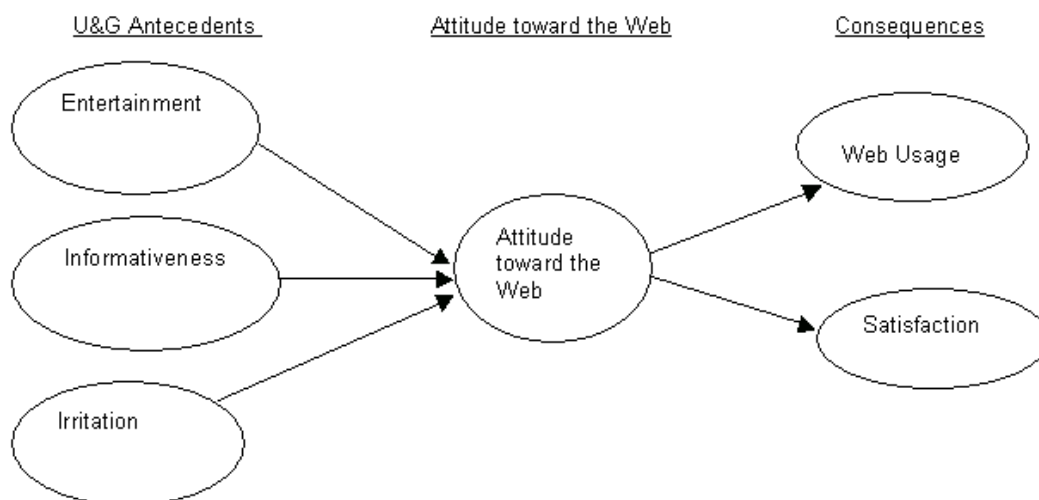 U&G Antecedents
Attitude toward the Web
Consequences
Entertainment
Informativeness
Irritation
Attitude
toward the
Web
Web Usage
Satisfaction